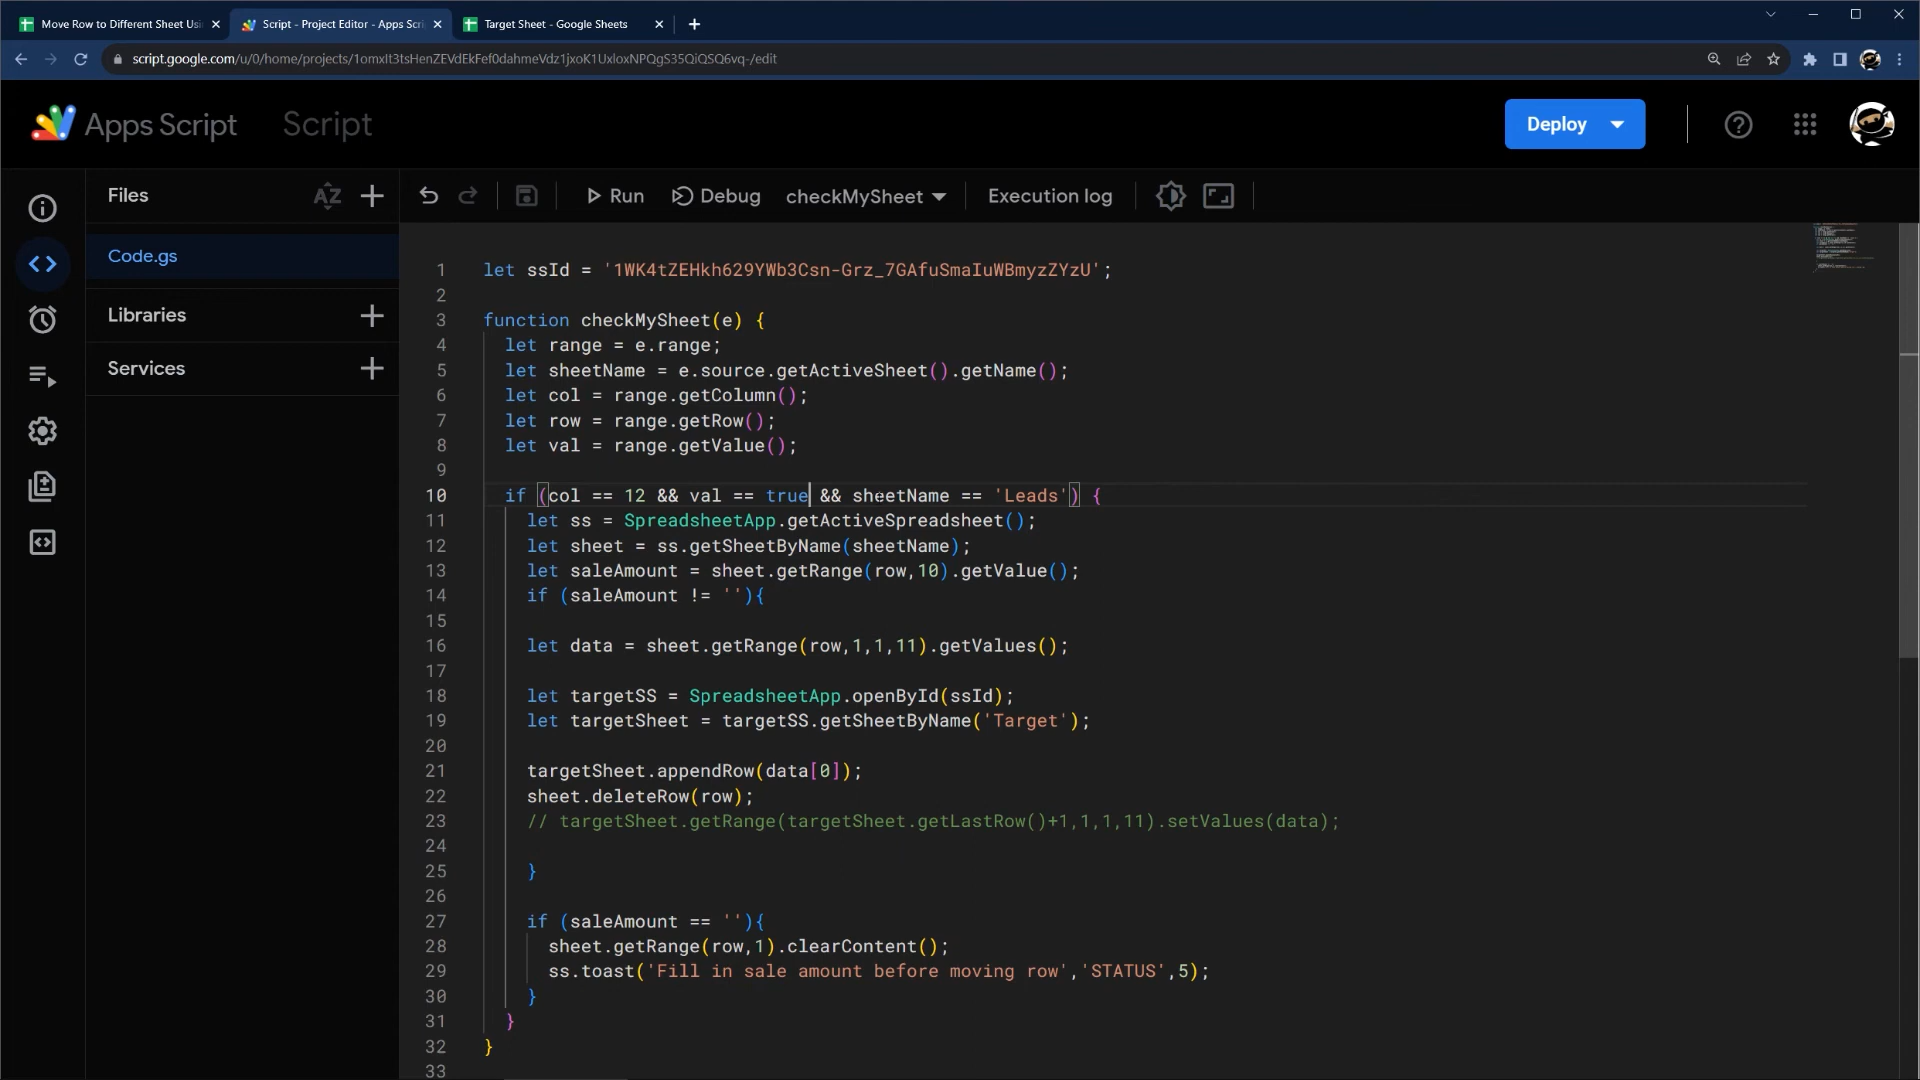 Move Row to Different Sheet Usi
Script - Project Editor - Apps Scri
Target Sheet - Google Sheets
script.google.com/u/0/home/projects/1omxIt3tsHenZEVdEkFef0dahmeVdz1jxoK1UxloxNPQgS35QiQSQ6vq-/edit
Apps Script
Script
Deploy
Files
AZ
Run
Debug
checkMySheet
Execution log
Code.gs
Libraries
Services
1 let ssId = '1WK4tZEHkh629YWb3Csn-Grz_7GAfuSmaIuWBmyzZYzU';
2
3 function checkMySheet(e) {
4 let range = e.range;
5 let sheetName = e.source.getActiveSheet().getName();
6 let col = range.getColumn();
7 let row = range.getRow();
8 let val = range.getValue();
9
10 if (col == 12 && val == true && sheetName == 'Leads') {
11 let ss = SpreadsheetApp.getActiveSpreadsheet();
12 let sheet = ss.getSheetByName(sheetName);
13 let saleAmount = sheet.getRange(row,10).getValue();
14 if (saleAmount != ''){
15
16 let data = sheet.getRange(row,1,1,11).getValues();
17
18 let targetSS = SpreadsheetApp.openById(ssId);
19 let targetSheet = targetSS.getSheetByName('Target');
20
21 targetSheet.appendRow(data[0]);
22 sheet.deleteRow(row);
23 // targetSheet.getRange(targetSheet.getLastRow()+1,1,1,11).setValues(data);
24
25 }
26
27 if (saleAmount == ''){
28 sheet.getRange(row,1).clearContent();
29 ss.toast('Fill in sale amount before moving row','STATUS',5);
30 }
31 }
32 }
33